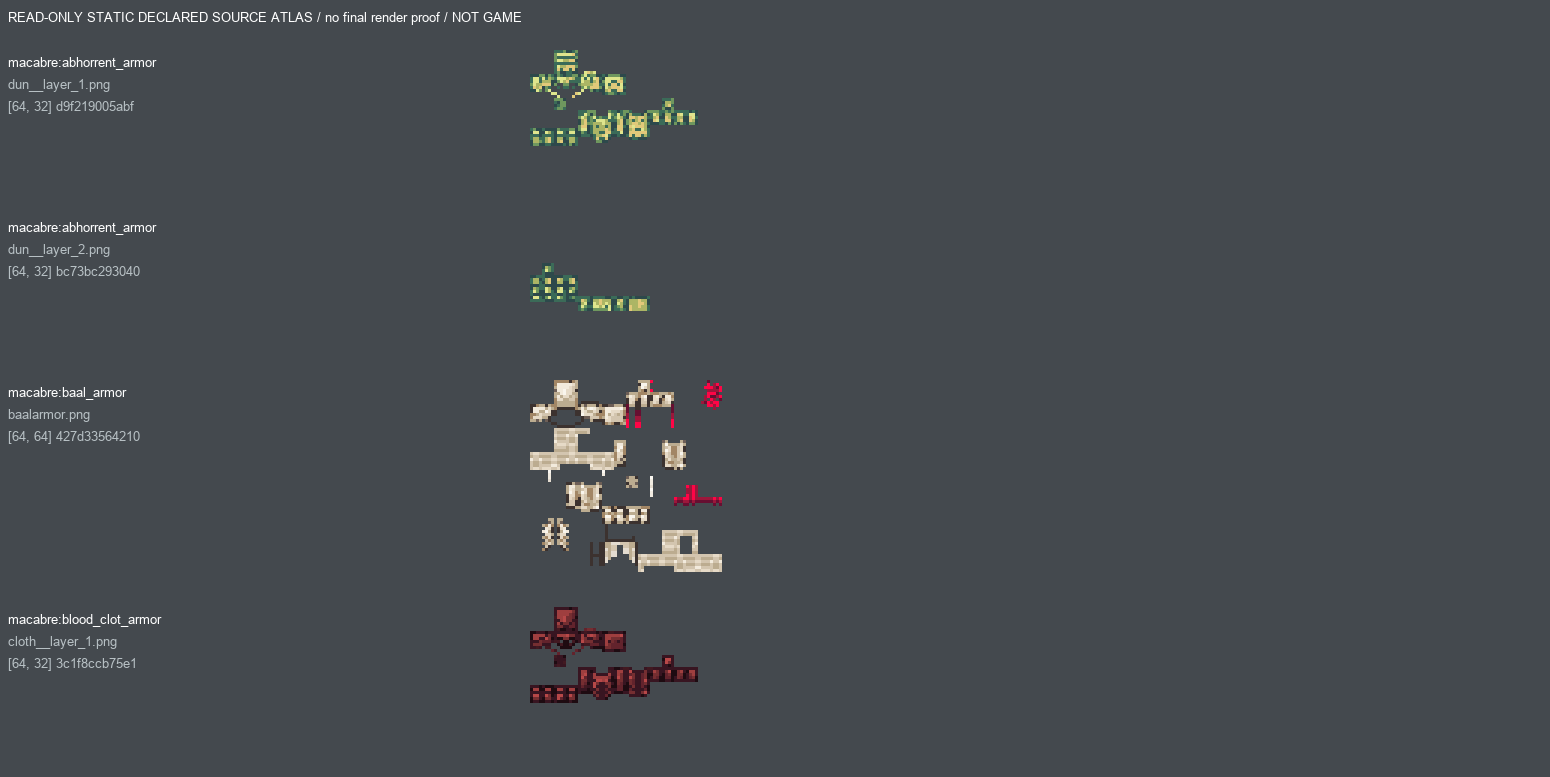 READ-ONLY STATIC DECLARED SOURCE ATLAS / no final render proof / NOT GAME
macabre:abhorrent_armor
dun__layer_1.png
[64, 32] d9f219005abf
macabre:abhorrent_armor
dun__layer_2.png
[64, 32] bc73bc293040
macabre:baal_armor
baalarmor.png
[64, 64] 427d33564210
macabre:blood_clot_armor
cloth__layer_1.png
[64, 32] 3c1f8ccb75e1